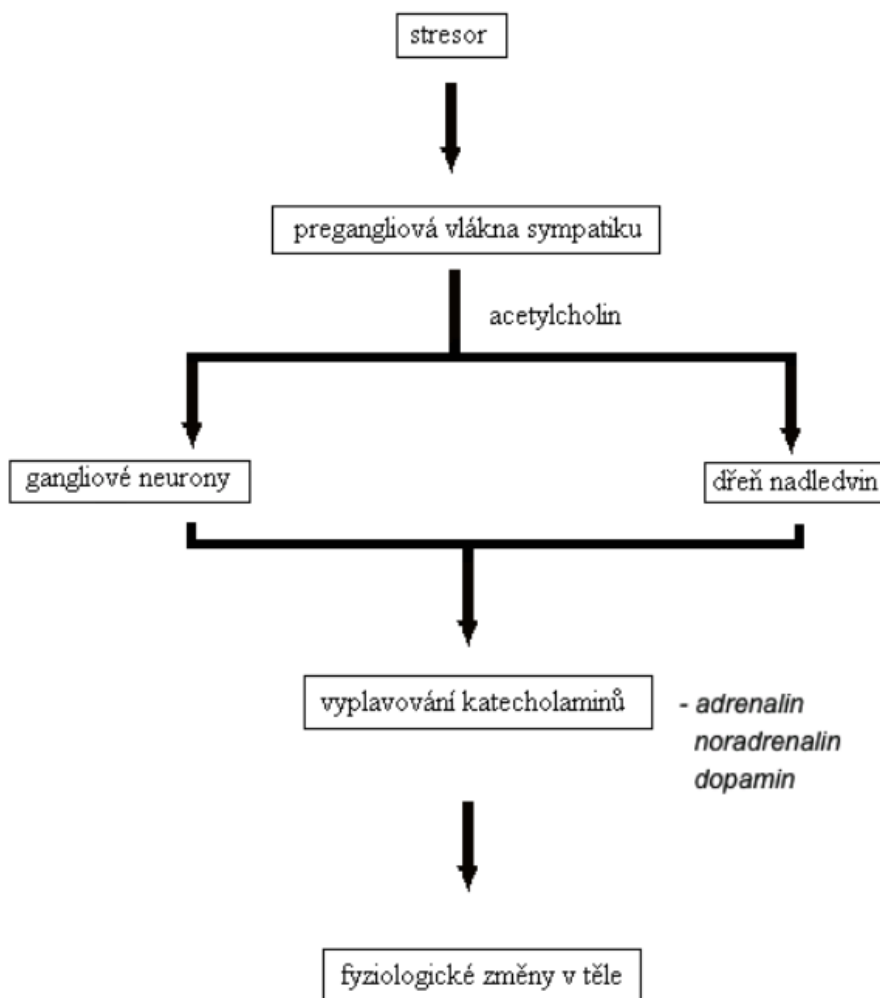 stresor
pregangliová vlákna sympatiku
acetylcholin
gangliové neurony
dřeň nadledvin
vyplavování katecholaminů
- adrenalin
noradrenalin
dopamin
fyziologické změny v těle